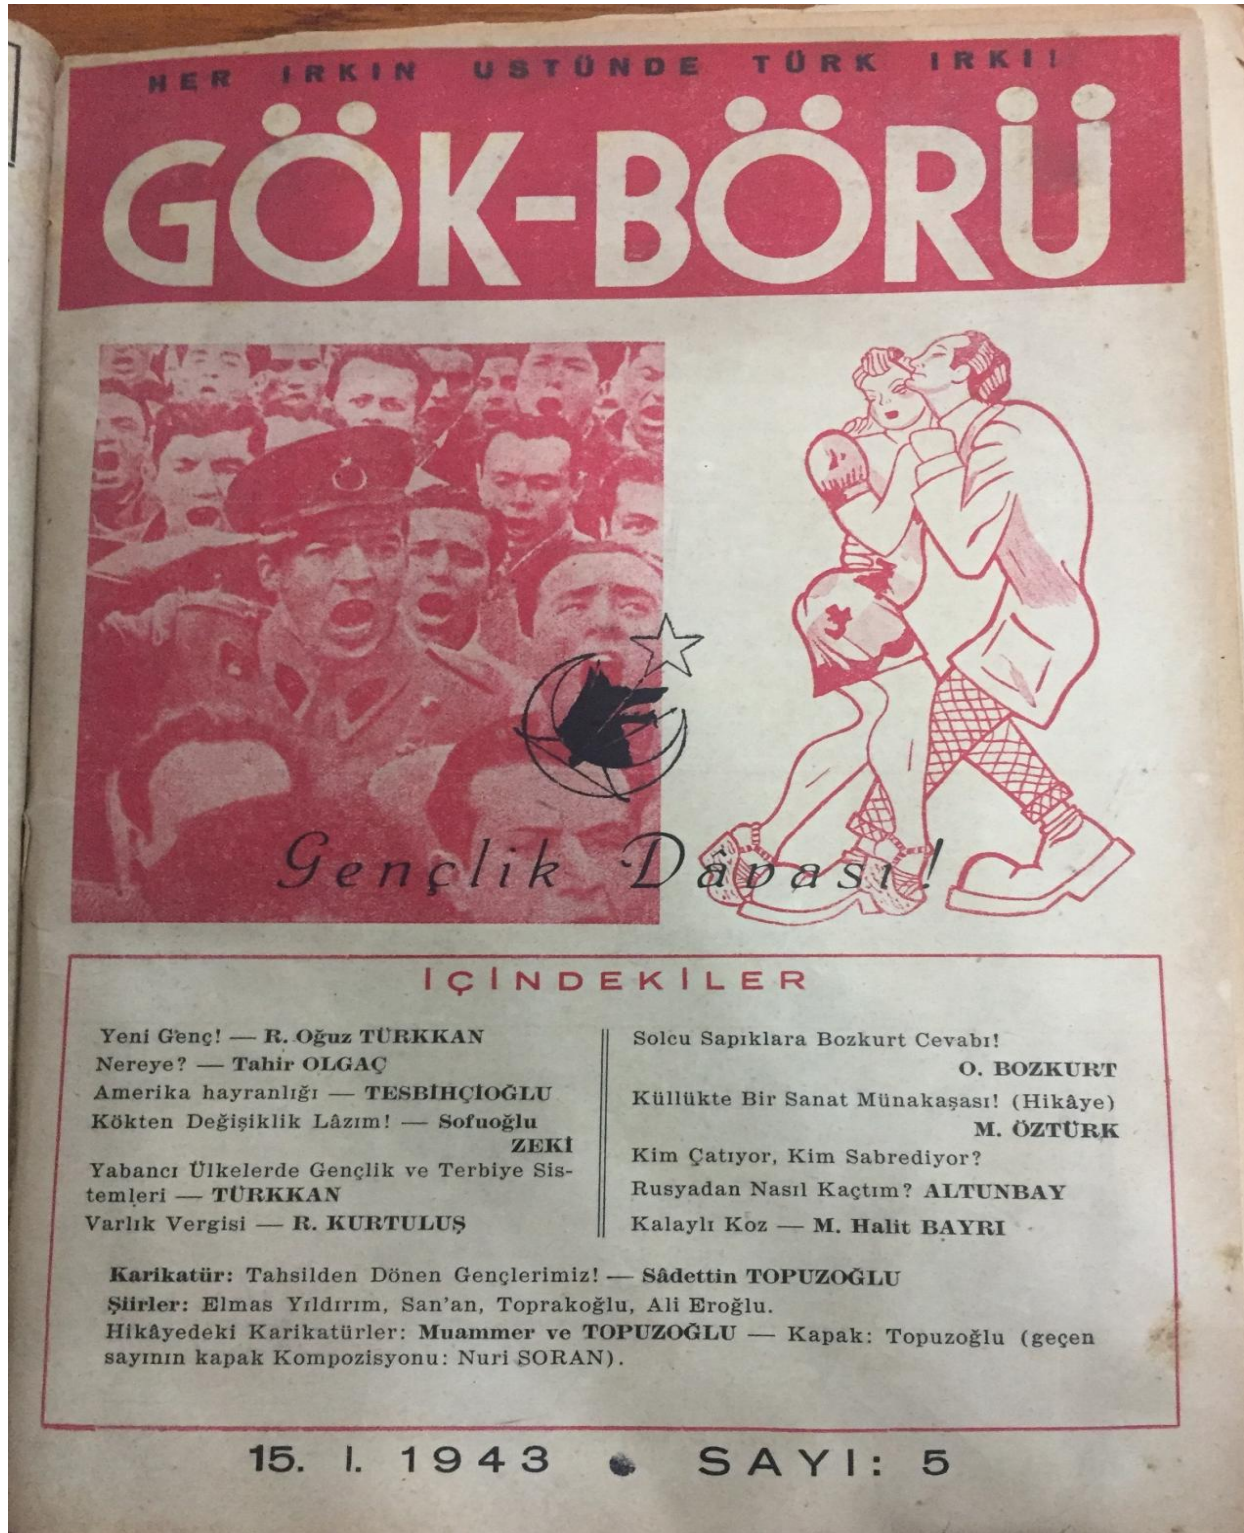 HER IRKIN USTÜNDE TÜRK IRKI!
GÖK-BÖRÜ
Gençlik Davası!
İÇİNDEKİLER
Yeni Genç! — R. Oğuz TÜRKKAN
Nereye? — Tahir OLGAÇ
Amerika hayranlığı — TESBİHÇİOĞLU
Kökten Değişiklik Lâzım! — Sofuoğlu
ZEKİ
Yabancı Ülkelerde Gençlik ve Terbiye Sis-
temleri — TÜRKKAN
Varlık Vergisi — R. KURTULUŞ
Solcu Sapıklara Bozkurt Cevabı!
O. BOZKURT
Küllükte Bir Sanat Münakaşası! (Hikâye)
M. ÖZTÜRK
Kim Çatıyor, Kim Sabrediyor?
Rusyadan Nasıl Kaçtım? ALTUNBAY
Kalaylı Koz — M. Halit BAYRI
Karikatür: Tahsilden Dönen Gençlerimiz! — Sâdettin TOPUZOĞLU
Şiirler: Elmas Yıldırım, San'an, Toprakoğlu, Ali Eroğlu.
Hikâyedeki Karikatürler: Muammer ve TOPUZOĞLU — Kapak: Topuzoğlu (geçen
sayının kapak Kompozisyonu: Nuri SORAN).
15. I. 1943 • SAYI: 5